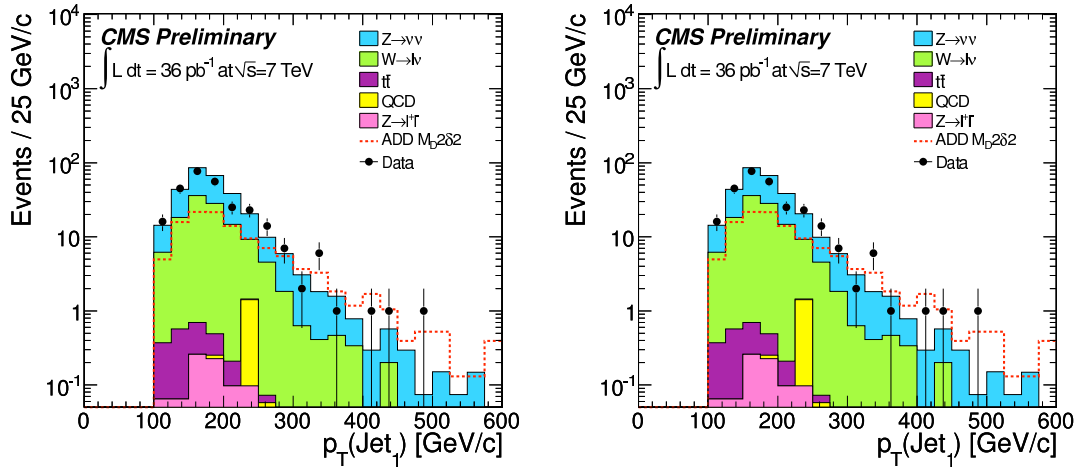 CMS Preliminary
∫ L dt = 36 pb⁻¹ at √s=7 TeV
Z→νν
W→lν
tt̄
QCD
Z→l⁺l⁻
ADD M_D2δ2
Data
Events / 25 GeV/c
10⁴
10³
10²
10
1
10⁻¹
0 100 200 300 400 500 600
p_T(Jet₁) [GeV/c]
CMS Preliminary
∫ L dt = 36 pb⁻¹ at √s=7 TeV
Z→νν
W→lν
tt̄
QCD
Z→l⁺l⁻
ADD M_D2δ2
Data
Events / 25 GeV/c
10⁴
10³
10²
10
1
10⁻¹
0 100 200 300 400 500 600
p_T(Jet₁) [GeV/c]